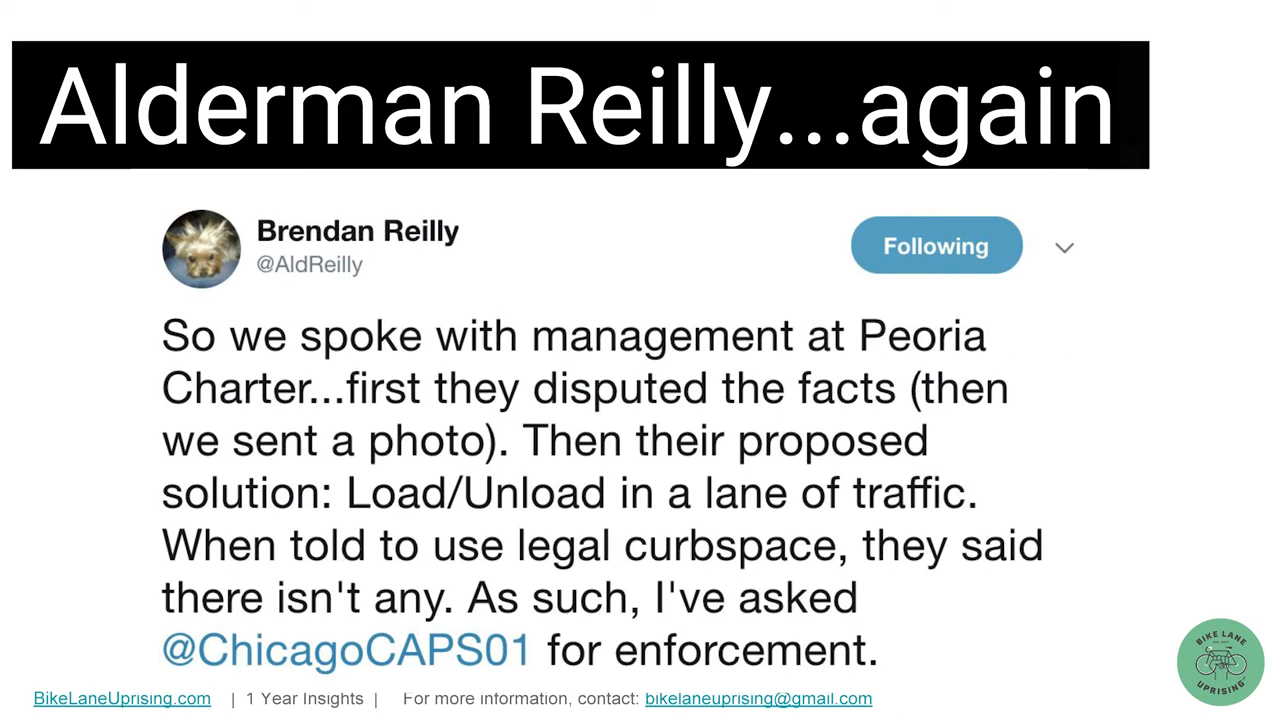 Alderman Reilly...again
Brendan Reilly
@AldReilly
Following
So we spoke with management at Peoria
Charter...first they disputed the facts (then
we sent a photo). Then their proposed
solution: Load/Unload in a lane of traffic.
When told to use legal curbspace, they said
there isn't any. As such, I've asked
@ChicagoCAPS01 for enforcement.
BIKE LANE
UPRISING
BikeLaneUprising.com | 1 Year Insights | For more information, contact: bikelaneuprising@gmail.com